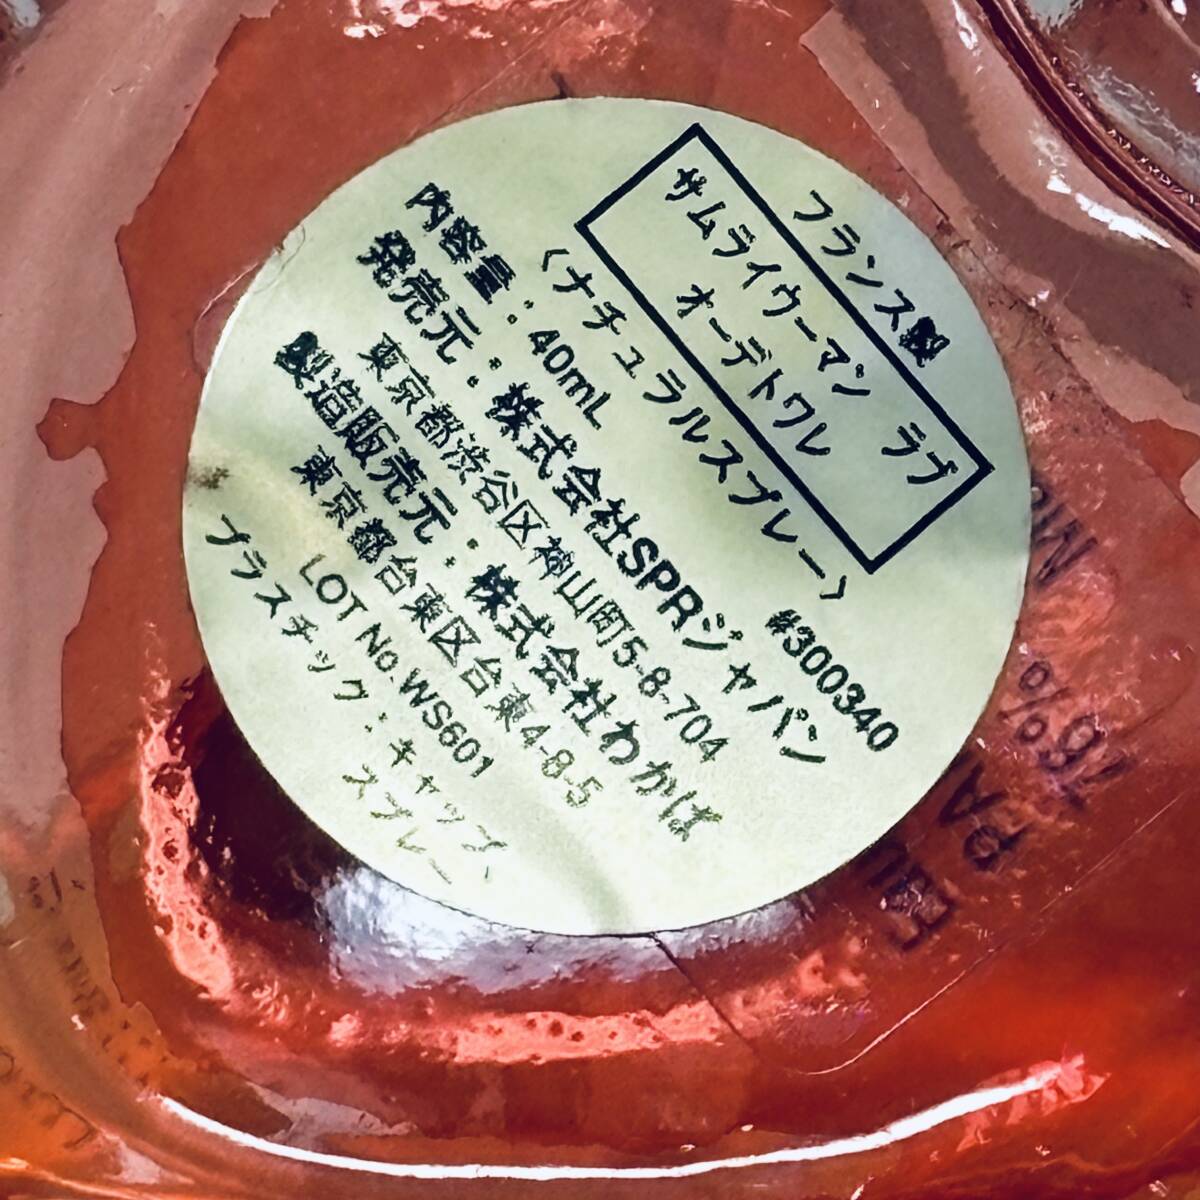 フランス製
サムライウーマン ラブ
オーデトワレ
〈ナチュラルスプレー〉
内容量：40mL #300340
発売元：株式会社SPRジャパン
東京都渋谷区神山町5-8-704
製造販売元：株式会社わかば
東京都台東区台東4-8-5
LOT No. WS601
プラスチック：キャップ、
スプレー